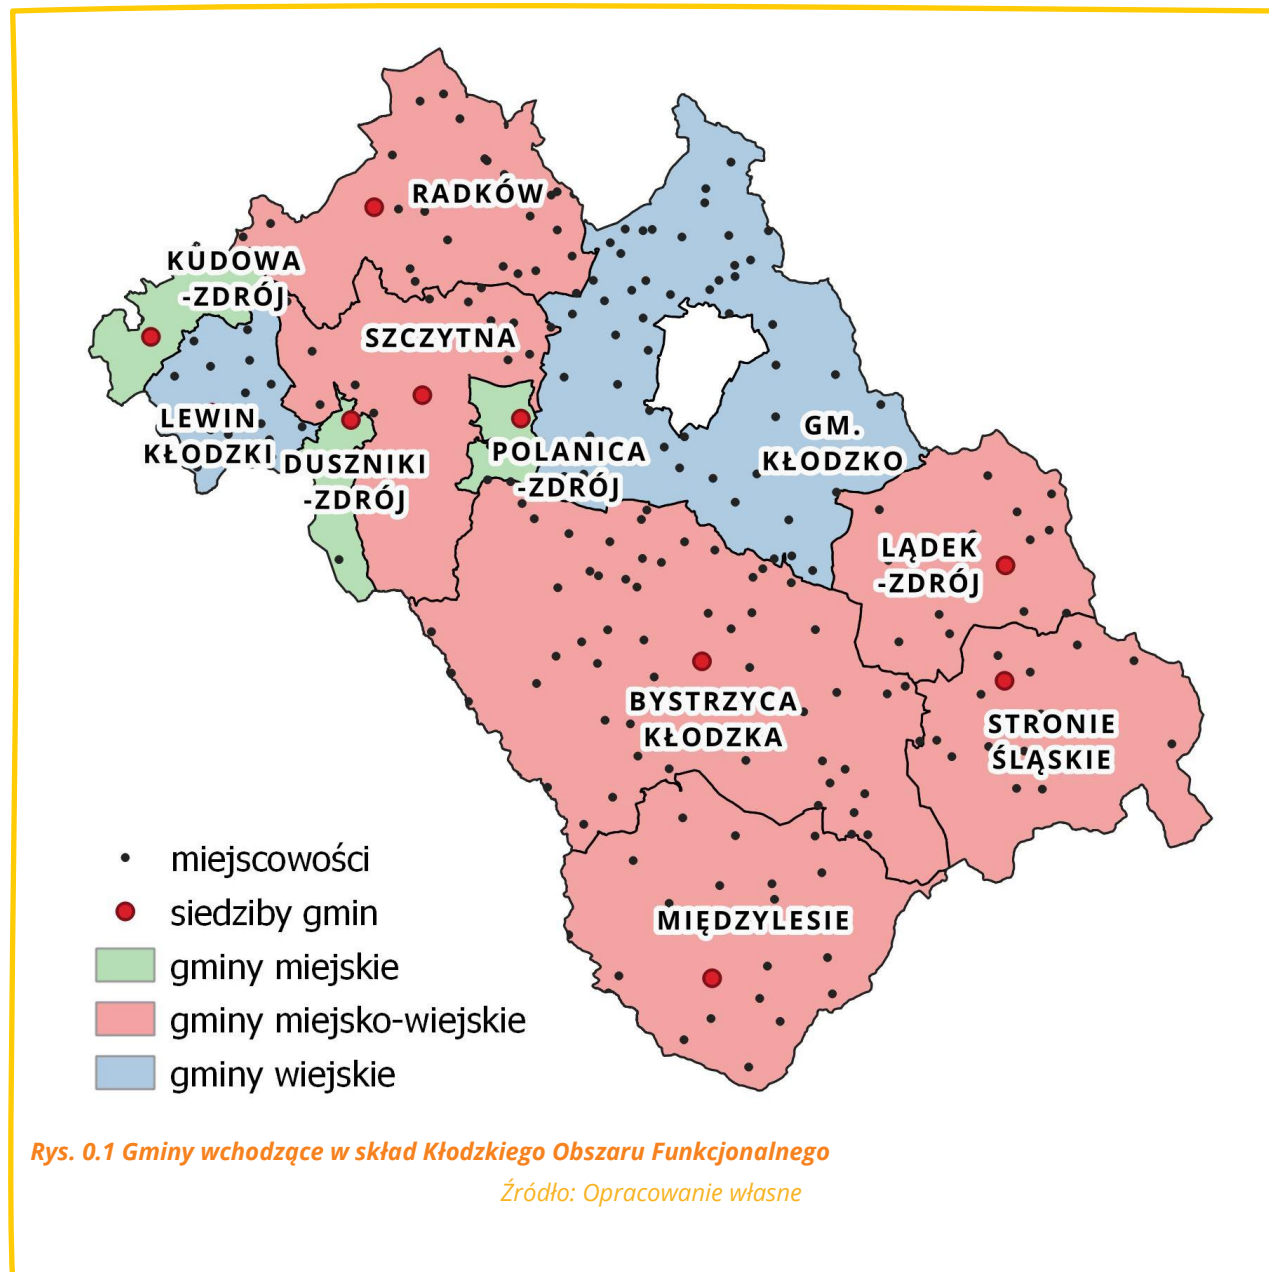 RADKÓW
KUDOWA
-ZDRÓJ
SZCZYTNA
LEWIN
KŁODZKI
DUSZNIKI
-ZDRÓJ
POLANICA
-ZDRÓJ
GM.
KŁODZKO
LĄDEK
-ZDRÓJ
BYSTRZYCA
KŁODZKA
STRONIE
ŚLĄSKIE
MIĘDZYLESIE
miejscowości
siedziby gmin
gminy miejskie
gminy miejsko-wiejskie
gminy wiejskie
Rys. 0.1 Gminy wchodzące w skład Kłodzkiego Obszaru Funkcjonalnego
Źródło: Opracowanie własne